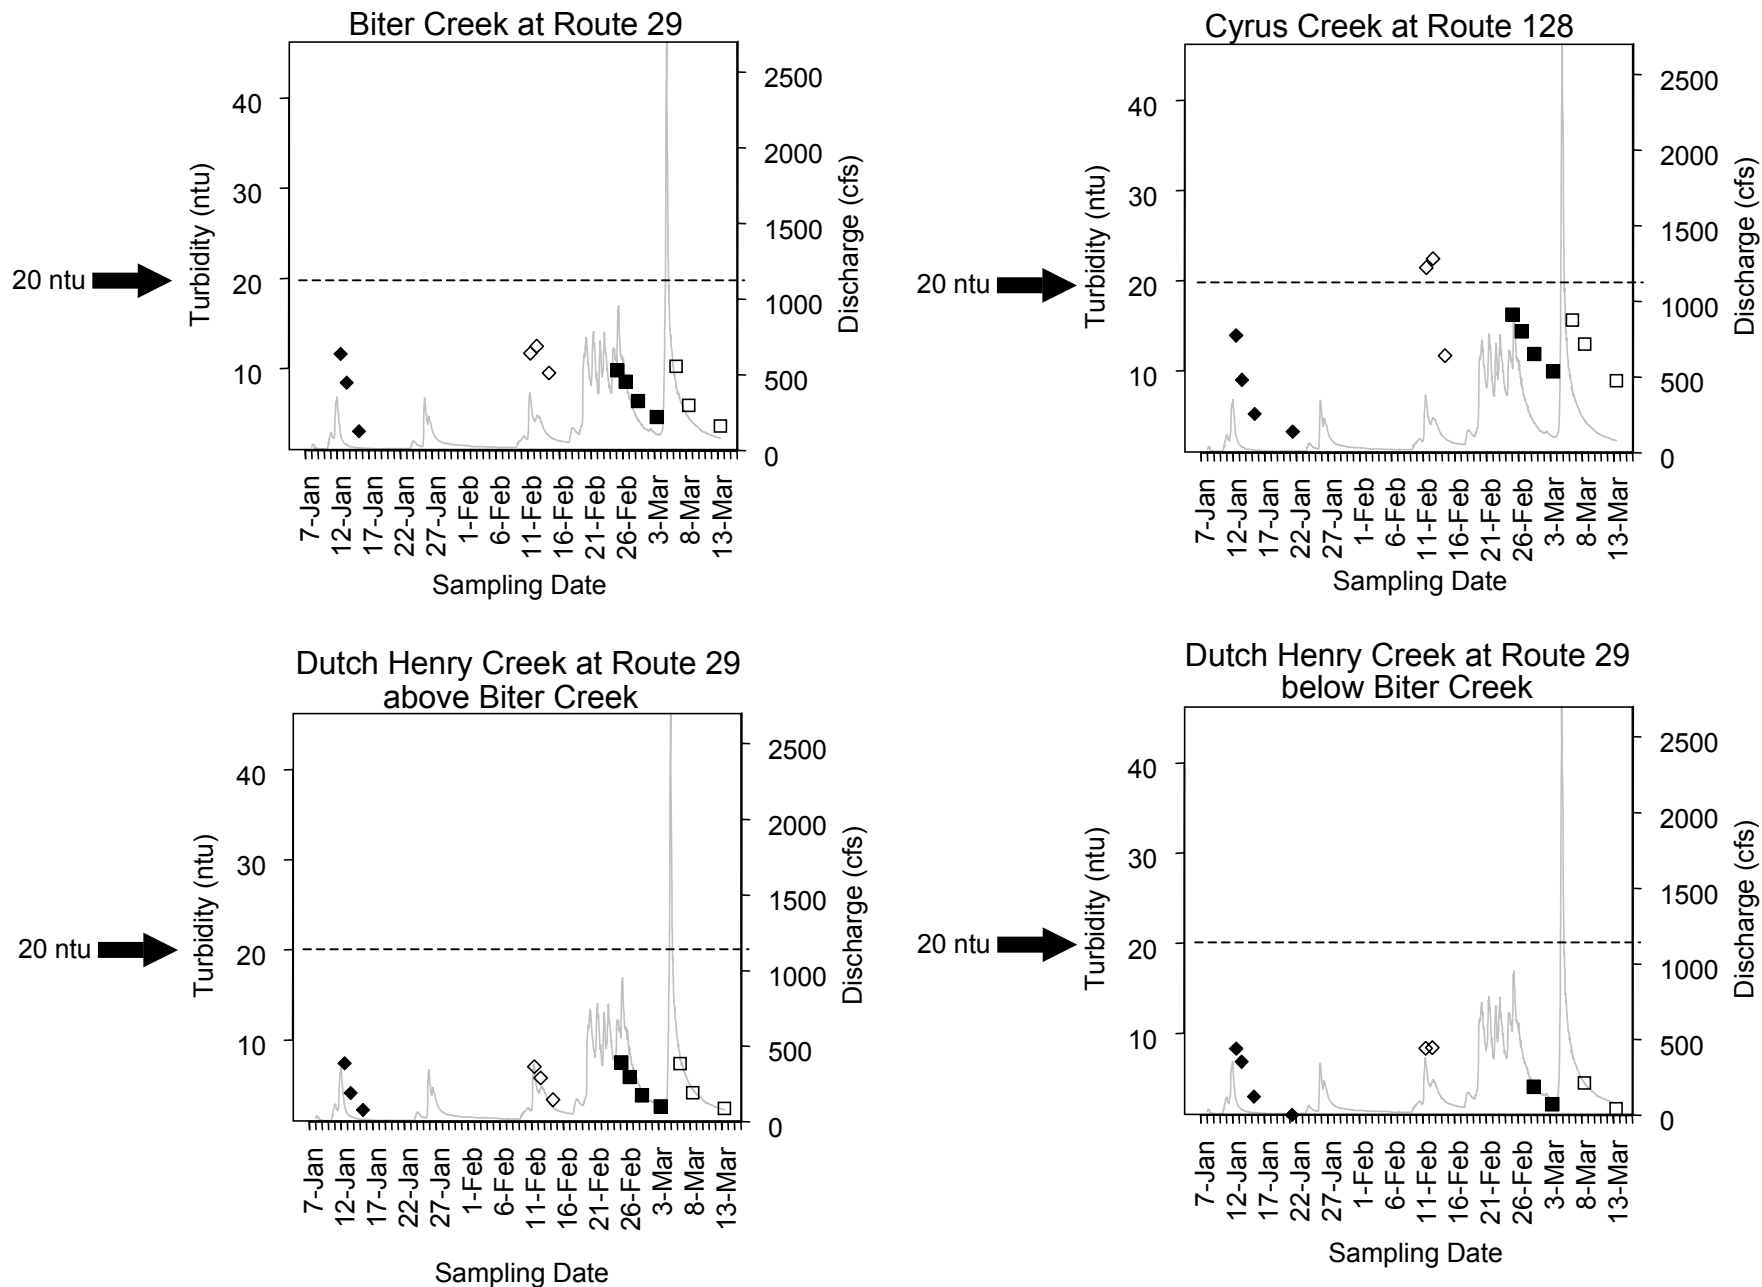 Biter Creek at Route 29
40
30
20
10
Turbidity (ntu)
20 ntu
2500
2000
1500
1000
500
0
Discharge (cfs)
7-Jan
12-Jan
17-Jan
22-Jan
27-Jan
1-Feb
6-Feb
11-Feb
16-Feb
21-Feb
26-Feb
3-Mar
8-Mar
13-Mar
Sampling Date
Cyrus Creek at Route 128
40
30
20
10
Turbidity (ntu)
20 ntu
2500
2000
1500
1000
500
0
Discharge (cfs)
7-Jan
12-Jan
17-Jan
22-Jan
27-Jan
1-Feb
6-Feb
11-Feb
16-Feb
21-Feb
26-Feb
3-Mar
8-Mar
13-Mar
Sampling Date
Dutch Henry Creek at Route 29
above Biter Creek
40
30
20
10
Turbidity (ntu)
20 ntu
2500
2000
1500
1000
500
0
Discharge (cfs)
7-Jan
12-Jan
17-Jan
22-Jan
27-Jan
1-Feb
6-Feb
11-Feb
16-Feb
21-Feb
26-Feb
3-Mar
8-Mar
13-Mar
Sampling Date
Dutch Henry Creek at Route 29
below Biter Creek
40
30
20
10
Turbidity (ntu)
20 ntu
2500
2000
1500
1000
500
0
Discharge (cfs)
7-Jan
12-Jan
17-Jan
22-Jan
27-Jan
1-Feb
6-Feb
11-Feb
16-Feb
21-Feb
26-Feb
3-Mar
8-Mar
13-Mar
Sampling Date